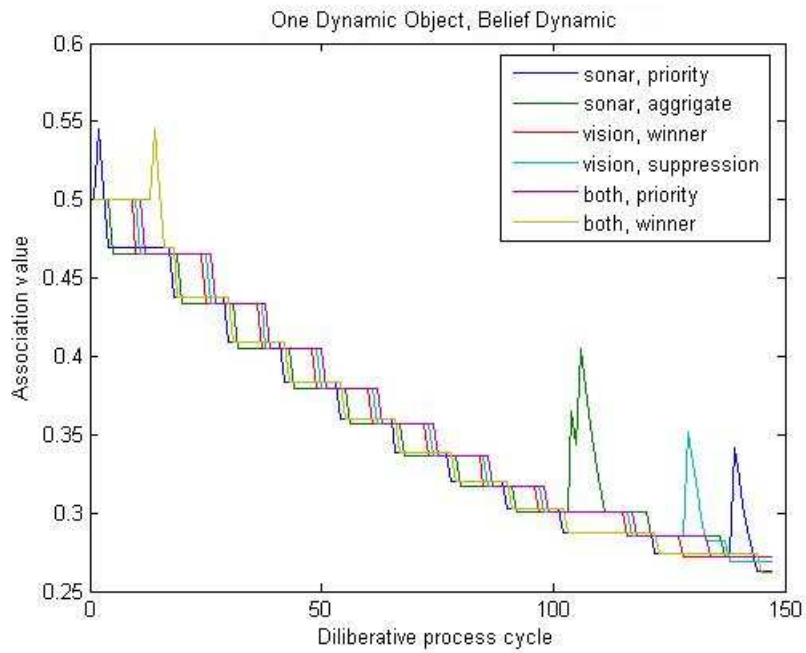 One Dynamic Object, Belief Dynamic
0.6
0.55
0.5
0.45
0.4
0.35
0.3
0.25
Association value
sonar, priority
sonar, aggrigate
vision, winner
vision, suppression
both, priority
both, winner
0
50
100
150
Diliberative process cycle